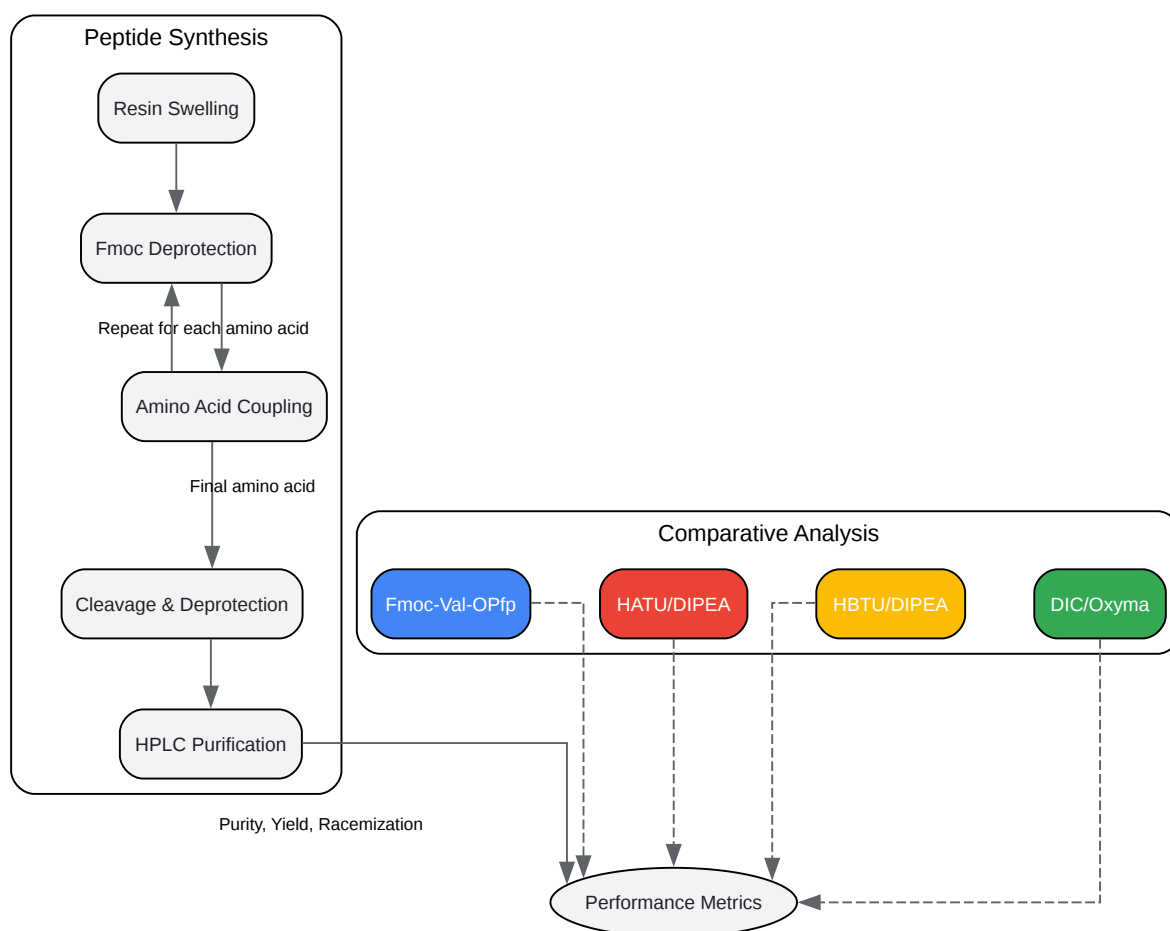 Peptide Synthesis
Resin Swelling
Fmoc Deprotection
Repeat for each amino acid
Amino Acid Coupling
Final amino acid
Comparative Analysis
Fmoc-Val-OPfp
HATU/DIPEA
HBTU/DIPEA
DIC/Oxyma
Cleavage & Deprotection
HPLC Purification
Purity, Yield, Racemization
Performance Metrics